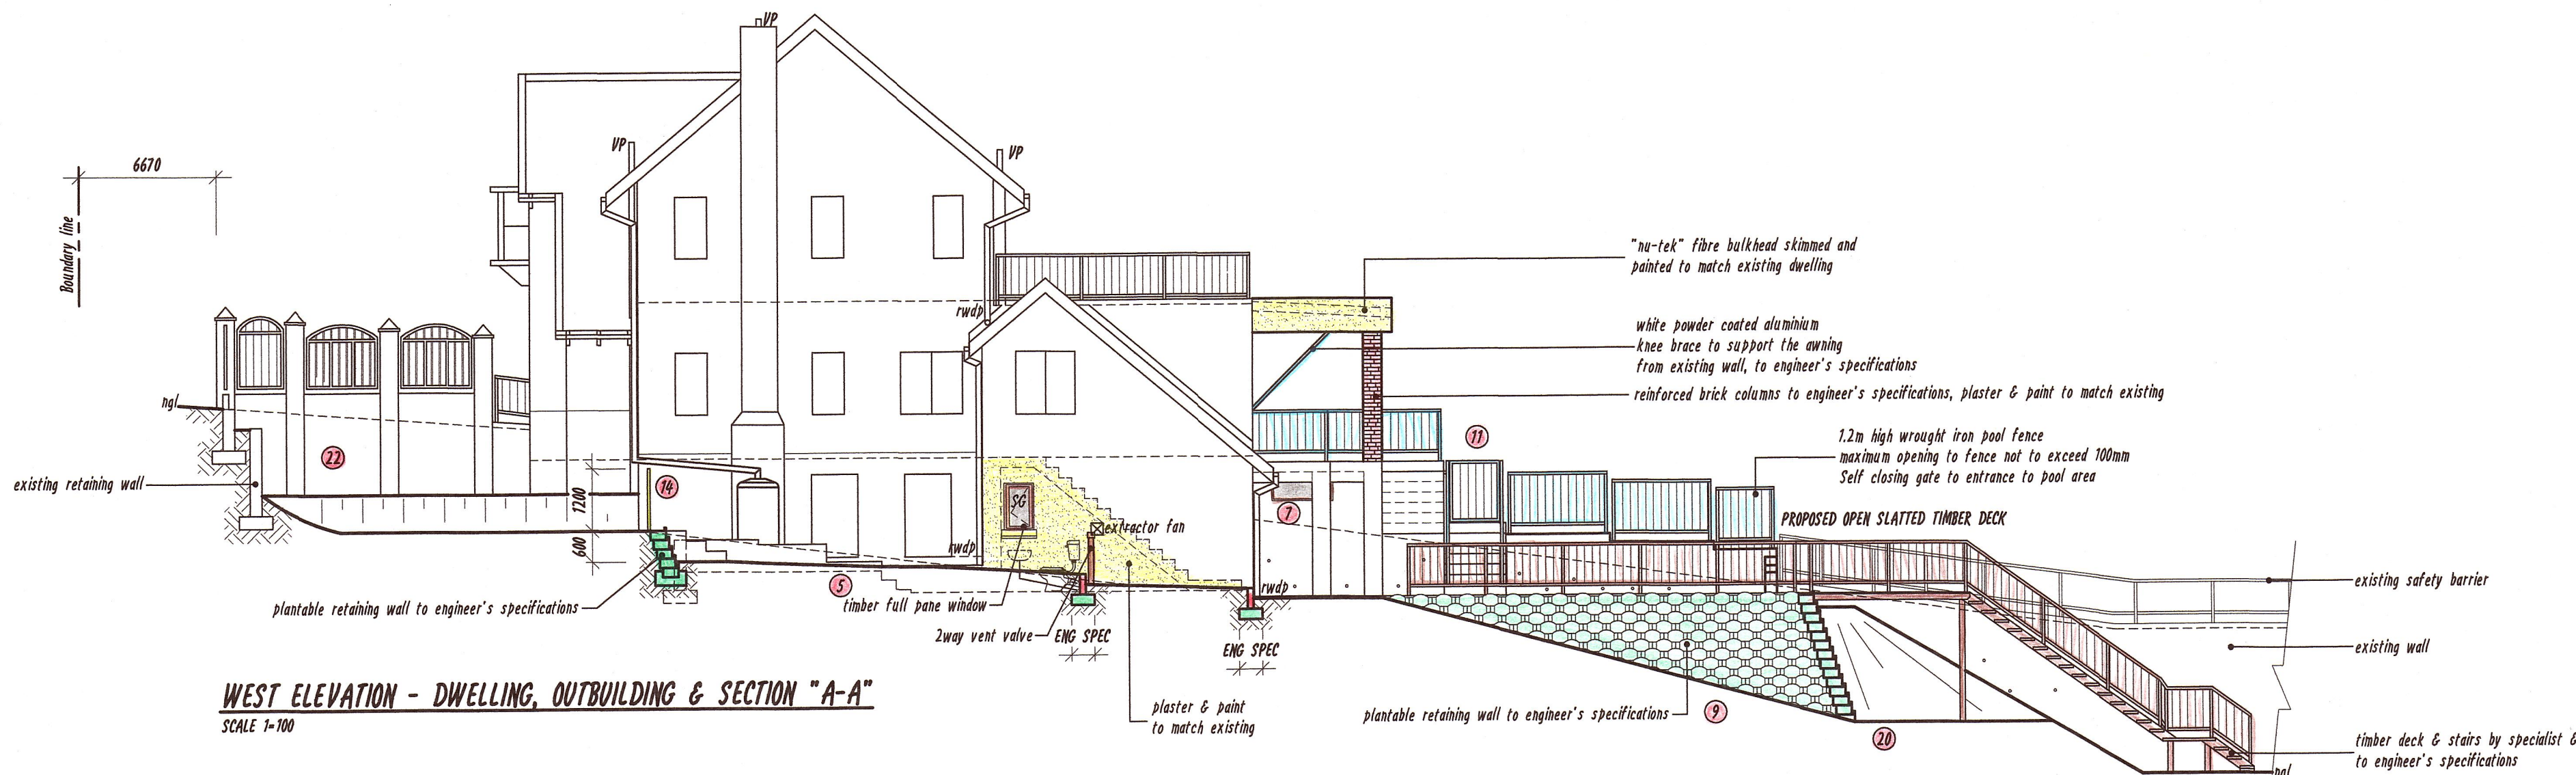 VP
6670
VP
VP
Boundary line
"nu-tek" fibre bulkhead skimmed and
painted to match existing dwelling
rwdp
white powder coated aluminium
knee brace to support the awning
from existing wall, to engineer's specifications
reinforced brick columns to engineer's specifications, plaster & paint to match existing
ngl
11
1.2m high wrought iron pool fence
maximum opening to fence not to exceed 100mm
Self closing gate to entrance to pool area
22
existing retaining wall
14
1200
600
SG
extractor fan
7
PROPOSED OPEN SLATTED TIMBER DECK
rwdp
5
timber full pane window
rwdp
existing safety barrier
plantable retaining wall to engineer's specifications
2way vent valve
ENG SPEC
ENG SPEC
existing wall
WEST ELEVATION - DWELLING, OUTBUILDING & SECTION "A-A"
SCALE 1=100
plaster & paint
to match existing
plantable retaining wall to engineer's specifications
9
20
timber deck & stairs by specialist &
to engineer's specifications
ngl